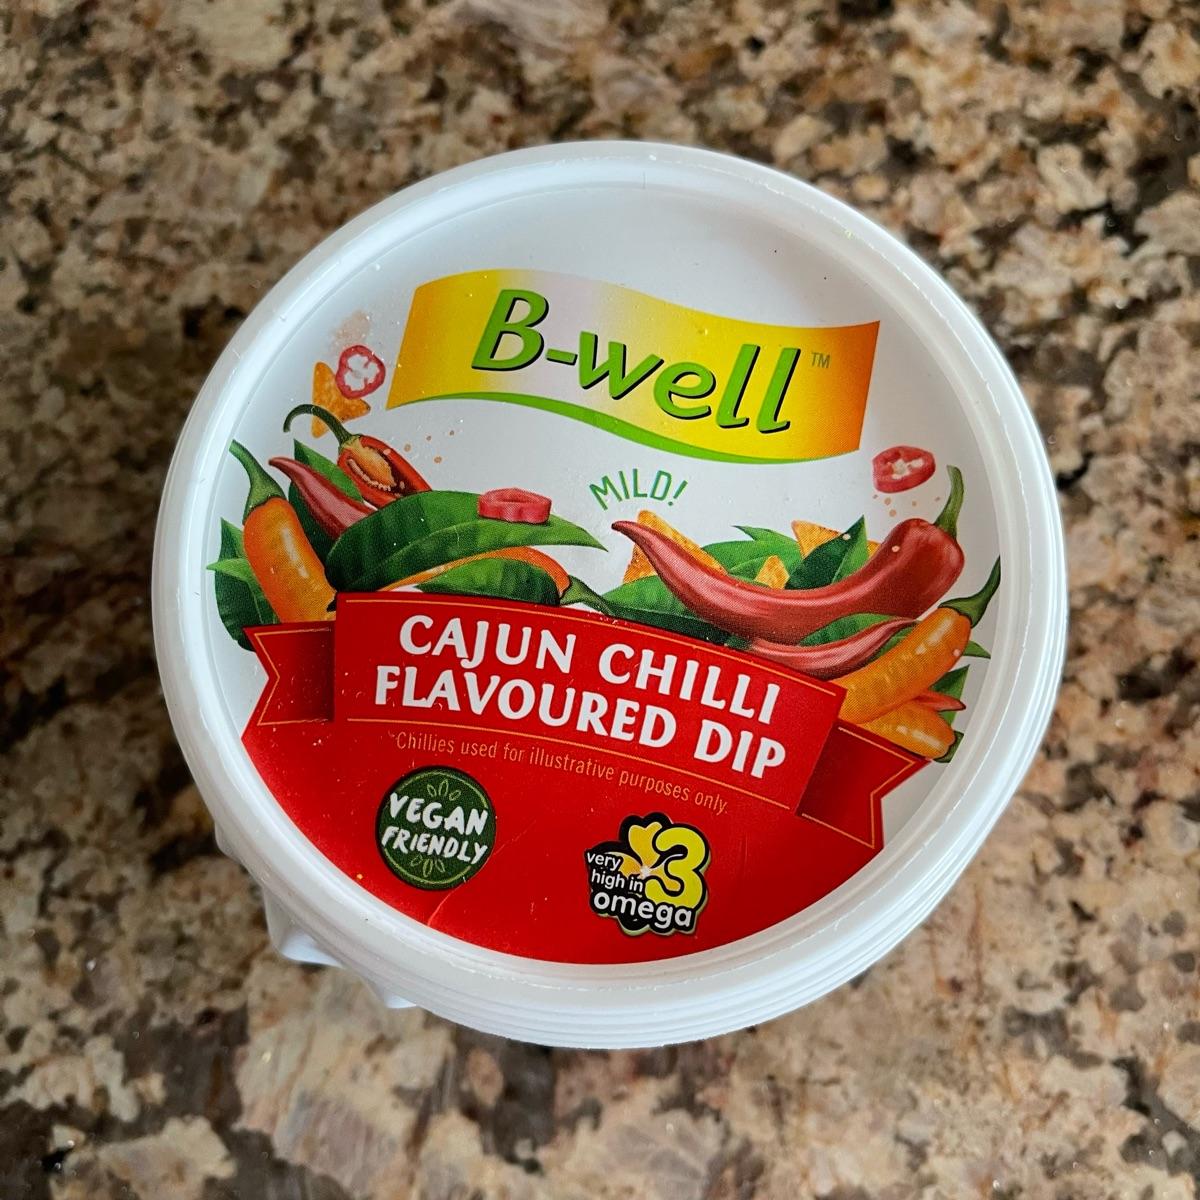 B-well™
MILD!
CAJUN CHILLI
FLAVOURED DIP
*Chillies used for illustrative purposes only.
VEGAN
FRIENDLY
very
high in
omega
3